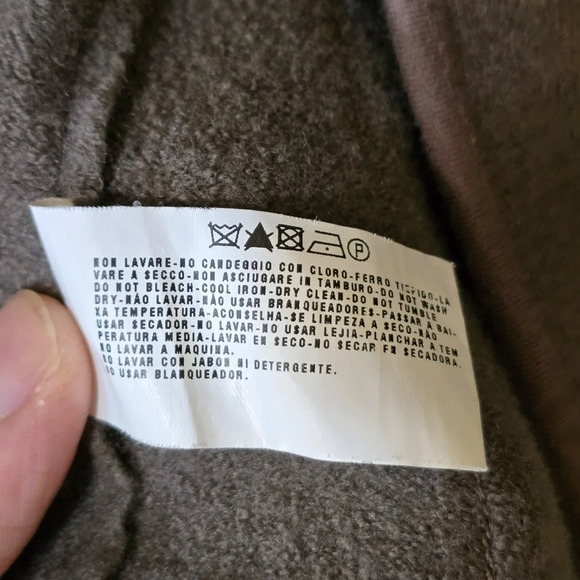 P
NON LAVARE-NO CANDEGGIO CON CLORO-FERRO TIEPIDO-LA
VARE A SECCO-NON ASCIUGARE IN TAMBURO-DO NOT WASH
DO NOT BLEACH-COOL IRON-DRY CLEAN-DO NOT TUMBLE
DRY-NÃO LAVAR-NÃO USAR BRANQUEADORES-PASSAR A BAI-
XA TEMPERATURA-ACONSELHA-SE LIMPEZA A SECO-NÃO
USAR SECADOR-NO LAVAR-NO USAR LEJIA-PLANCHAR A TEM
PERATURA MEDIA-LAVAR EN SECO-NO SECAR EN SECADORA.
NO LAVAR A MAQUINA.
NO LAVAR CON JABON NI DETERGENTE.
NO USAR BLANQUEADOR.